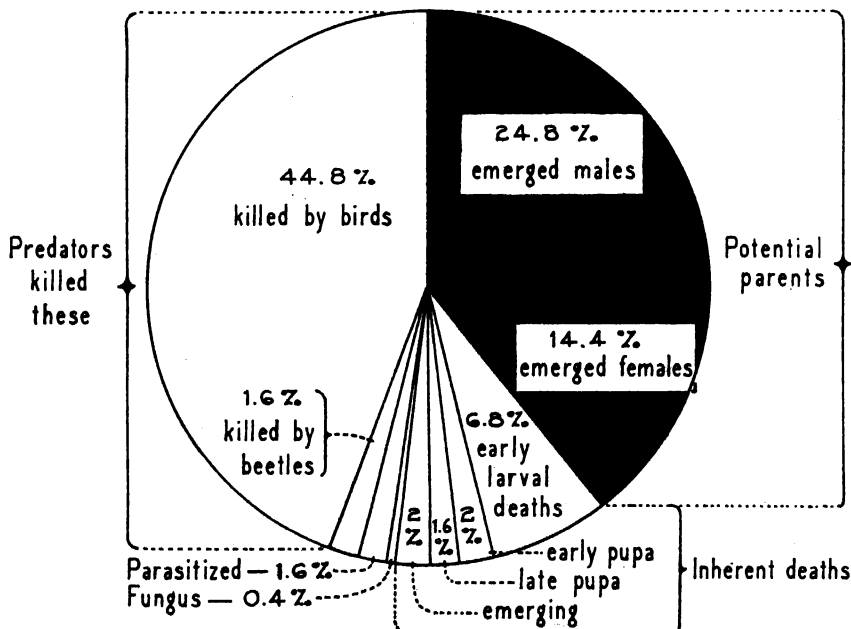 24.8 %
emerged males
44.8 %
killed by birds
Predators
killed
these
Potential
parents
14.4 %
emerged females
1.6 %
killed by
beetles
6.8%
early
larval
deaths
2
%
1.6
%
2
%
early pupa
late pupa
emerging
Inherent deaths
Parasitized — 1.6 %
Fungus — 0.4 %